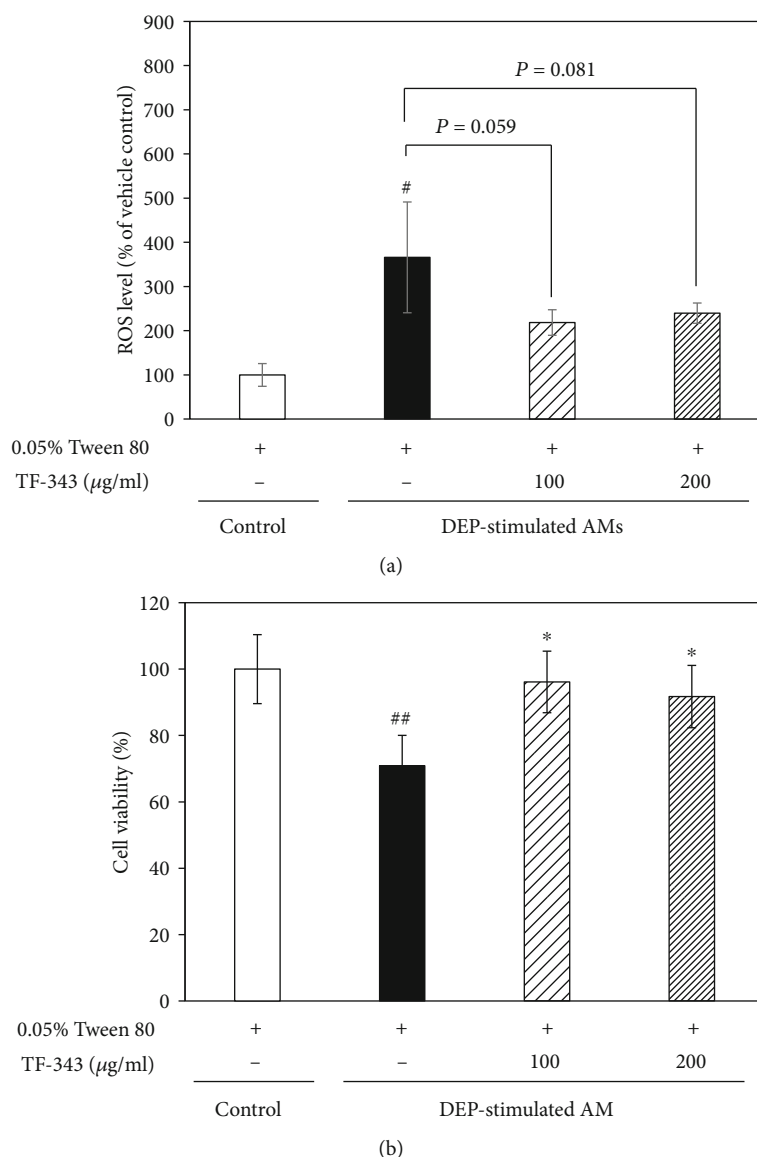 900
800
700
600
500
400
300
200
100
0
ROS level (% of vehicle control)
P = 0.081
P = 0.059
#
0.05% Tween 80 + + + +
TF-343 (μg/ml) – – 100 200
Control DEP-stimulated AMs
(a)
120
100
80
60
40
20
0
Cell viability (%)
##
*
*
0.05% Tween 80 + + + +
TF-343 (μg/ml) – – 100 200
Control DEP-stimulated AM
(b)